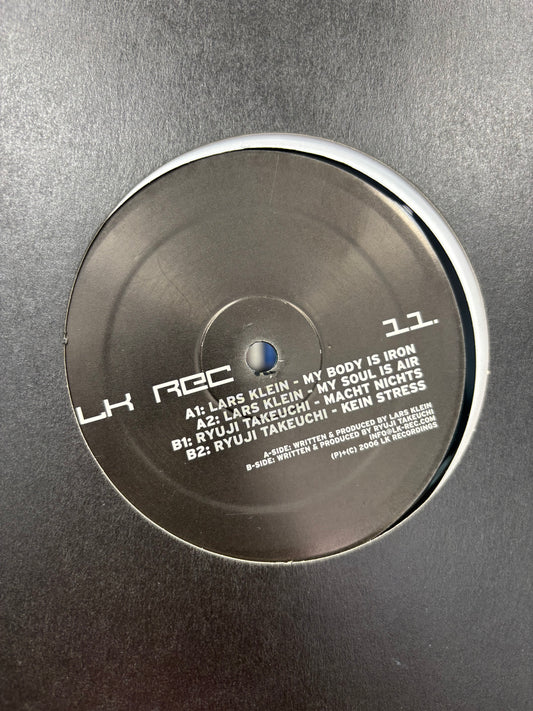 LK REC
11.
A1: LARS KLEIN - MY BODY IS IRON
A2: LARS KLEIN - MY SOUL IS AIR
B1: RYUJI TAKEUCHI - MACHT NICHTS
B2: RYUJI TAKEUCHI - KEIN STRESS
A-SIDE: WRITTEN & PRODUCED BY LARS KLEIN
B-SIDE: WRITTEN & PRODUCED BY RYUJI TAKEUCHI
INFO@LK-REC.COM
(P)+(C) 2006 LK RECORDINGS